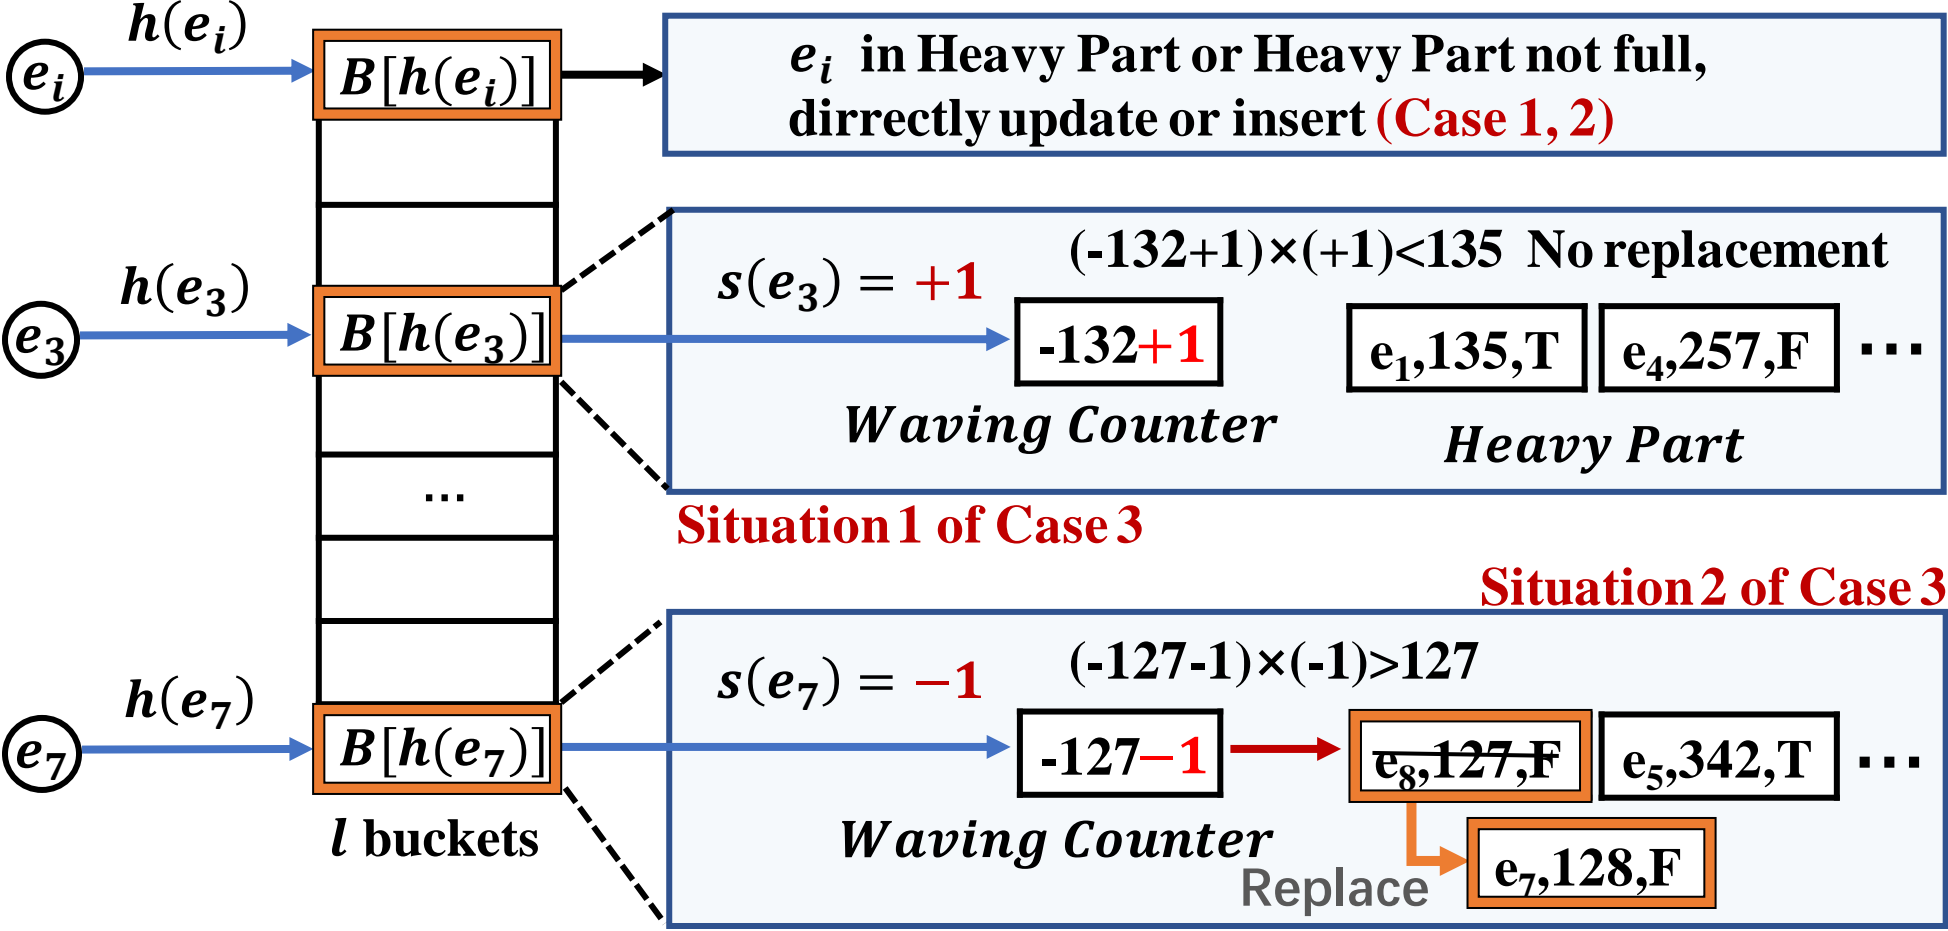 h(e_i)
e_i
B[h(e_i)]
e_i in Heavy Part or Heavy Part not full,
dirrectly update or insert (Case 1, 2)
h(e_3)
e_3
B[h(e_3)]
s(e_3) = +1
(-132+1)×(+1)<135 No replacement
-132+1
e_1,135,T
e_4,257,F
...
Waving Counter
Heavy Part
...
Situation 1 of Case 3
Situation 2 of Case 3
h(e_7)
e_7
B[h(e_7)]
s(e_7) = −1
(-127-1)×(-1)>127
-127−1
e_8,127,F
e_5,342,T
...
l buckets
Waving Counter
Replace
e_7,128,F